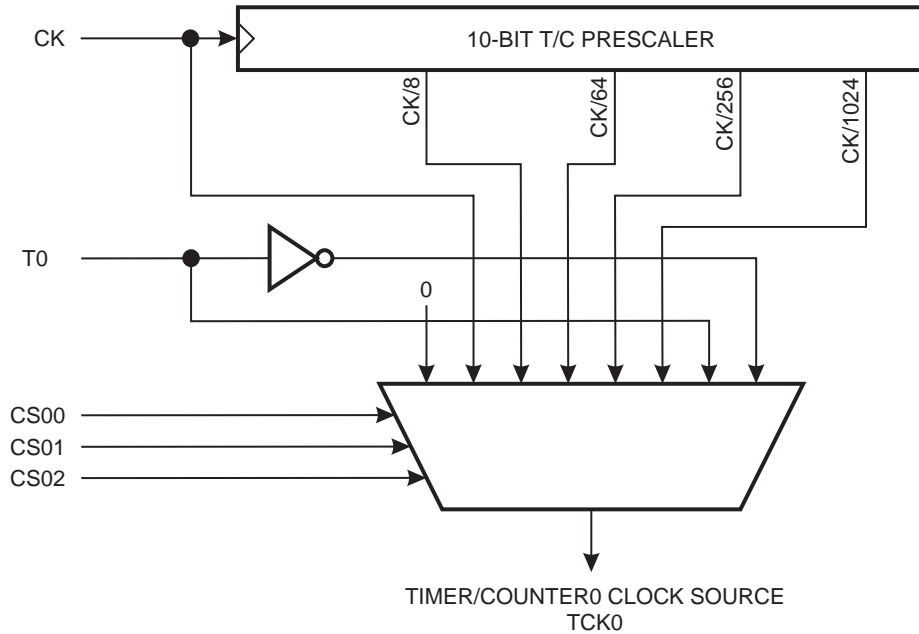 CK
10-BIT T/C PRESCALER
CK/8
CK/64
CK/256
CK/1024
T0
0
CS00
CS01
CS02
TIMER/COUNTER0 CLOCK SOURCE
TCK0